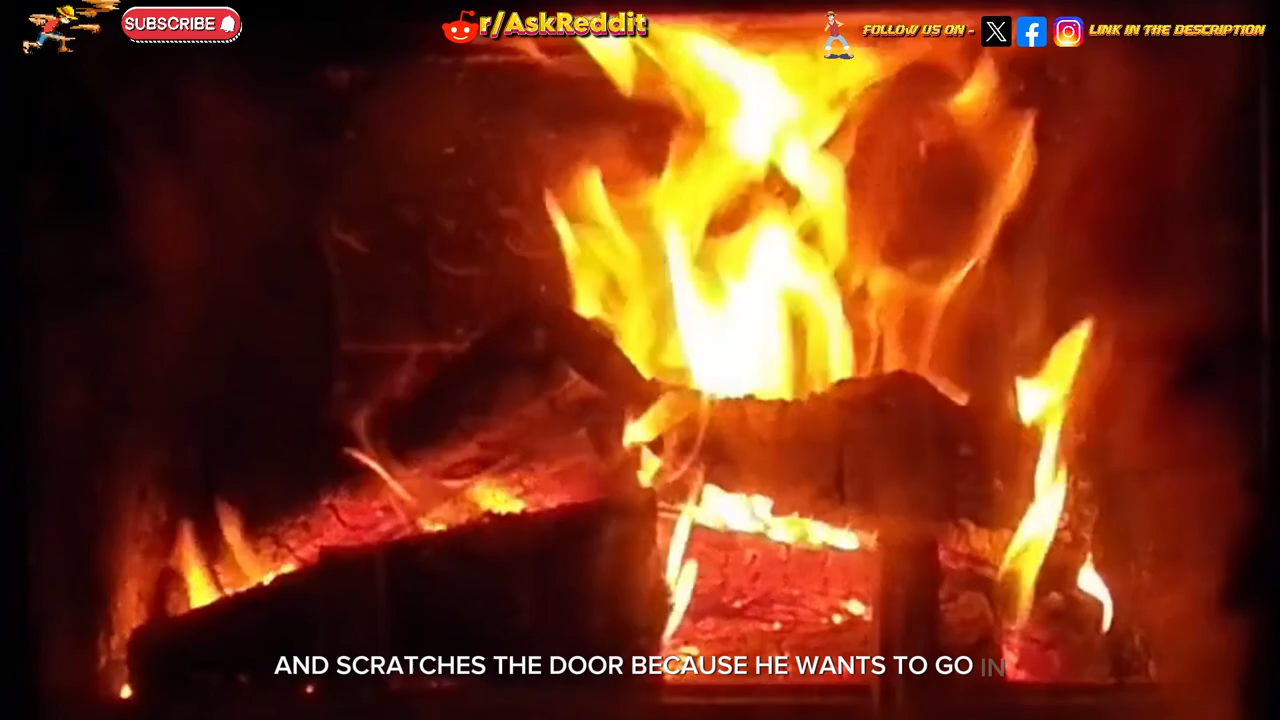 SUBSCRIBE
r/AskReddit
FOLLOW US ON -
LINK IN THE DESCRIPTION
AND SCRATCHES THE DOOR BECAUSE HE WANTS TO GO IN